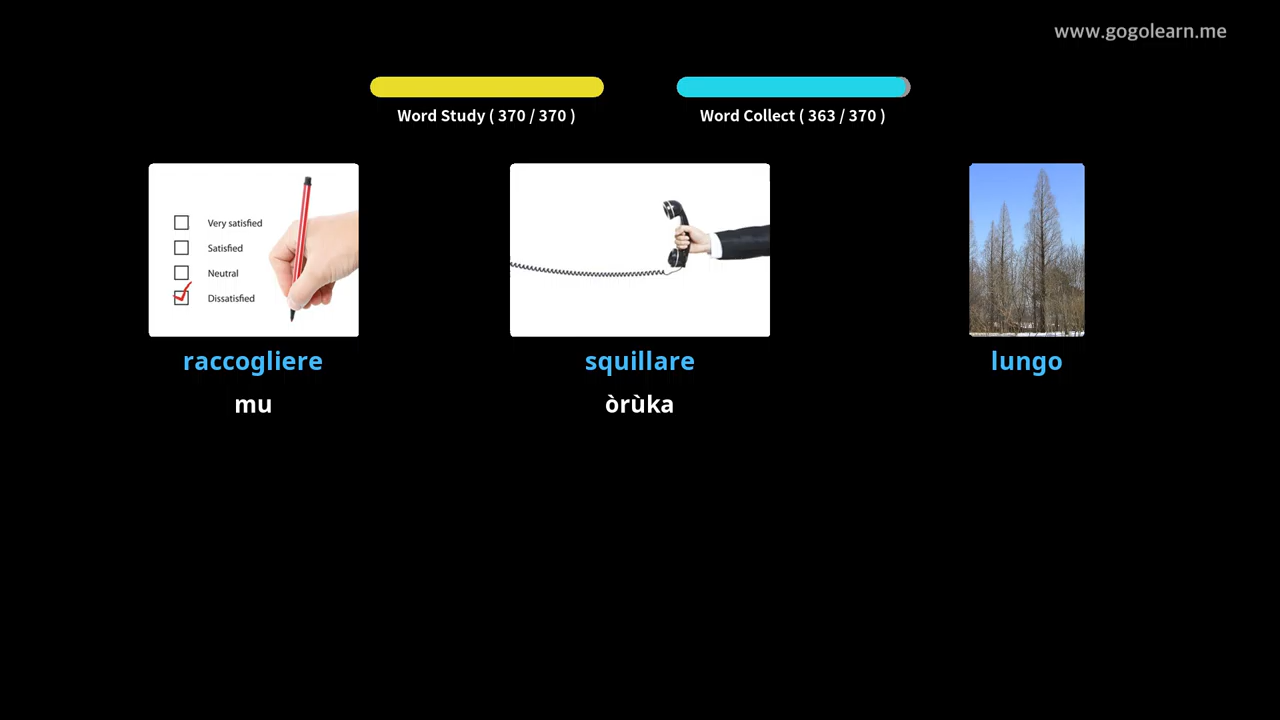 www.gogolearn.me
Word Study ( 370 / 370 )
Word Collect ( 363 / 370 )
Very satisfied
Satisfied
Neutral
Dissatisfied
raccogliere
squillare
lungo
mu
òrùka